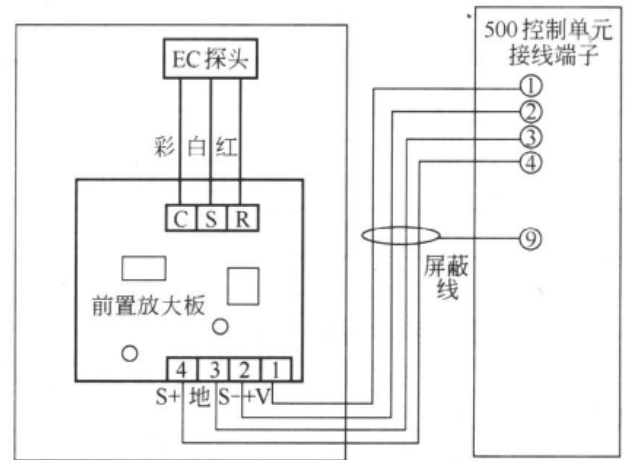 500控制单元
接线端子
EC探头
①
②
③
④
彩 白 红
C S R
⑨
屏蔽
线
前置放大板
4 3 2 1
S+ 地 S-+V